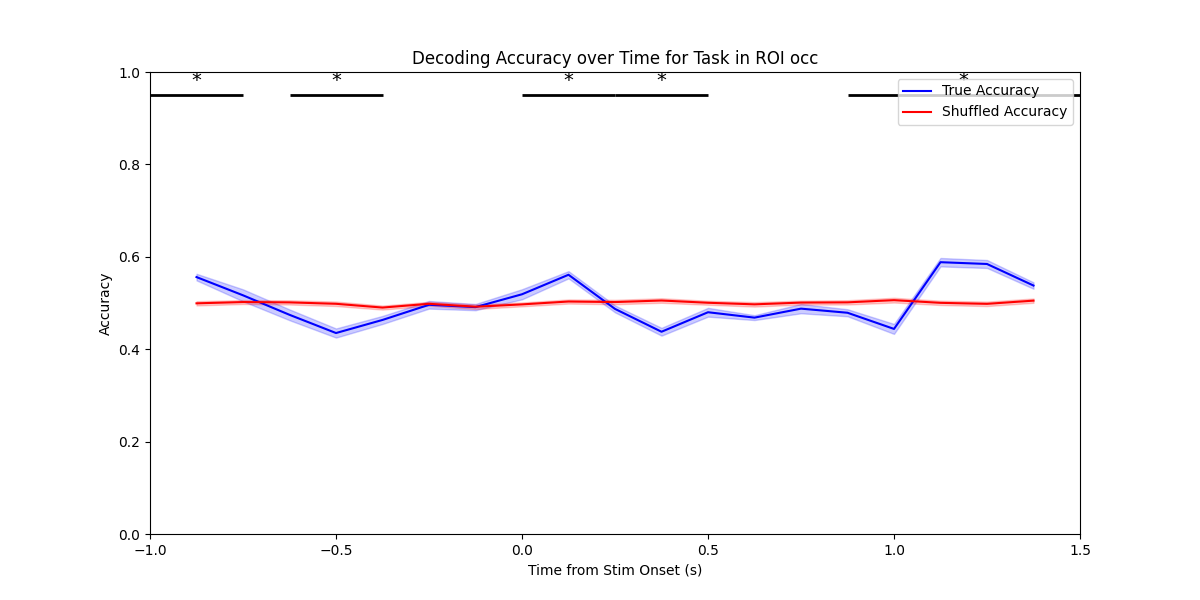 Decoding Accuracy over Time for Task in ROI occ
* * * * *
True Accuracy
Shuffled Accuracy
1.0
0.8
0.6
0.4
0.2
0.0
Accuracy
−1.0 −0.5 0.0 0.5 1.0 1.5
Time from Stim Onset (s)